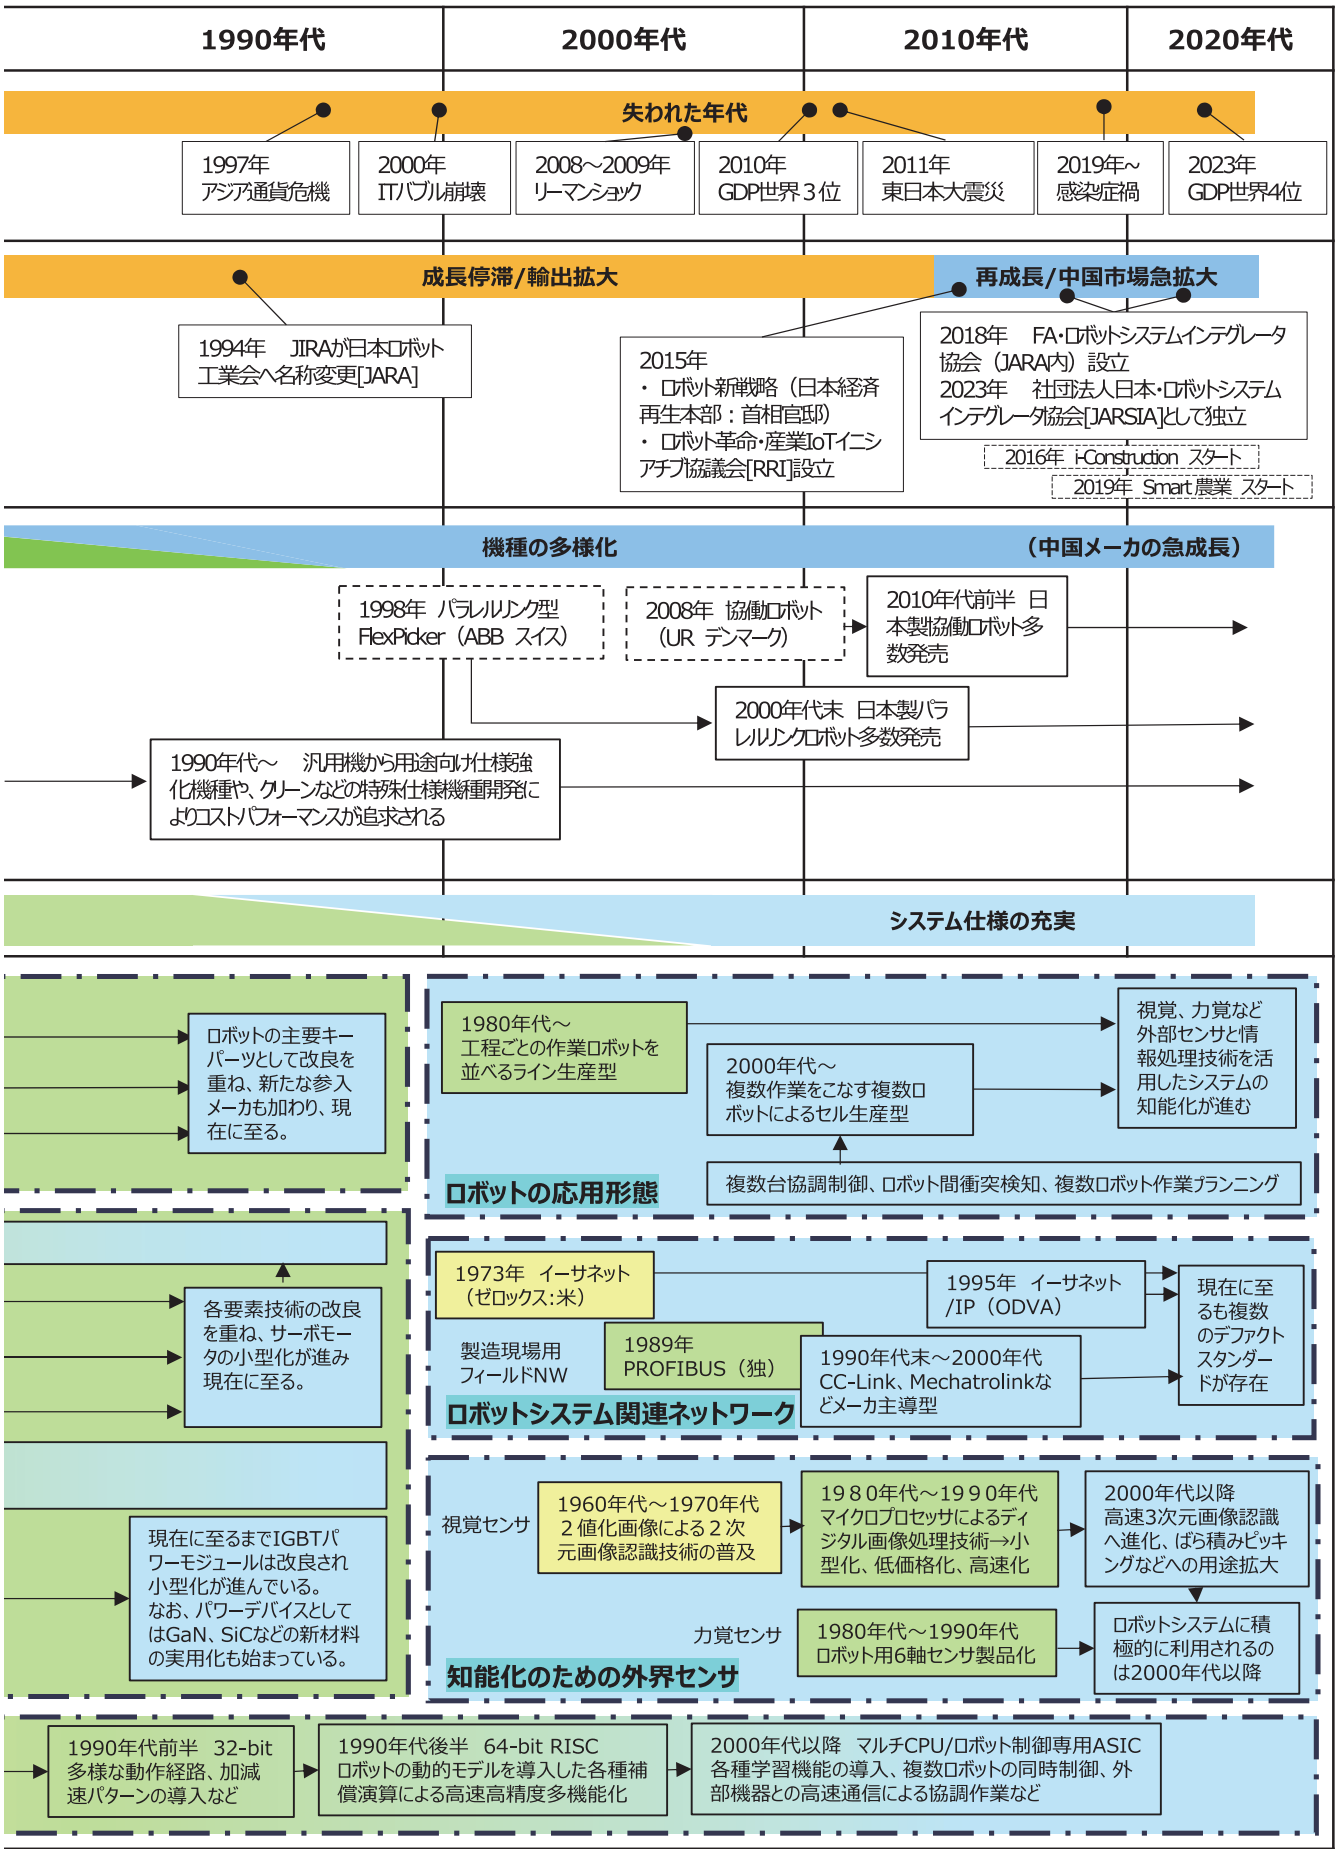 1990年代
2000年代
2010年代
2020年代
失われた年代
1997年
アジア通貨危機
2000年
ITバブル崩壊
2008～2009年
リーマンショック
2010年
GDP世界３位
2011年
東日本大震災
2019年~
感染症禍
2023年
GDP世界4位
成長停滞/輸出拡大
再成長/中国市場急拡大
1994年　JIRAが日本ロボット
工業会へ名称変更[JARA]
2015年
・ ロボット新戦略（日本経済
再生本部：首相官邸）
・ ロボット革命・産業IoTイニシ
アチブ協議会[RRI]設立
2018年　FA・ロボットシステムインテグレータ
協会（JARA内）設立
2023年　社団法人日本・ロボットシステム
インテグレータ協会[JARSIA]として独立
2016年 i-Construction スタート
2019年 Smart農業 スタート
機種の多様化
（中国メーカの急成長）
1998年 パラレルリンク型
FlexPicker（ABB スイス）
2008年 協働ロボット
（UR デンマーク）
2010年代前半 日
本製協働ロボット多
数発売
2000年代末 日本製パラ
レルリンクロボット多数発売
1990年代～　汎用機から用途向け仕様強
化機種や、クリーンなどの特殊仕様機種開発に
よりコストパフォーマンスが追求される
システム仕様の充実
ロボットの主要キー
パーツとして改良を
重ね、新たな参入
メーカも加わり、現
在に至る。
1980年代～
工程ごとの作業ロボットを
並べるライン生産型
2000年代～
複数作業をこなす複数ロ
ボットによるセル生産型
視覚、力覚など
外部センサと情
報処理技術を活
用したシステムの
知能化が進む
複数台協調制御、ロボット間衝突検知、複数ロボット作業プランニング
ロボットの応用形態
各要素技術の改良
を重ね、サーボモー
タの小型化が進み
現在に至る。
1973年 イーサネット
（ゼロックス:米）
1995年 イーサネット
/IP（ODVA）
現在に至
るも複数
のデファクト
スタンダー
ドが存在
製造現場用
フィールドNW
1989年
PROFIBUS（独）
1990年代末～2000年代
CC-Link、Mechatrolinkな
どメーカ主導型
ロボットシステム関連ネットワーク
視覚センサ
1960年代～1970年代
２値化画像による２次
元画像認識技術の普及
1９８０年代～１９９０年代
マイクロプロセッサによるディ
ジタル画像処理技術→小
型化、低価格化、高速化
2000年代以降
高速3次元画像認識
へ進化、ばら積みピッキ
ングなどへの用途拡大
現在に至るまでIGBTパ
ワーモジュールは改良され
小型化が進んでいる。
なお、パワーデバイスとして
はGaN、SiCなどの新材料
の実用化も始まっている。
力覚センサ
1980年代～1990年代
ロボット用6軸センサ製品化
ロボットシステムに積
極的に利用されるの
は2000年代以降
知能化のための外界センサ
1990年代前半 32-bit
多様な動作経路、加減
速パターンの導入など
1990年代後半 64-bit RISC
ロボットの動的モデルを導入した各種補
償演算による高速高精度多機能化
2000年代以降 マルチCPU/ロボット制御専用ASIC
各種学習機能の導入、複数ロボットの同時制御、外
部機器との高速通信による協調作業など